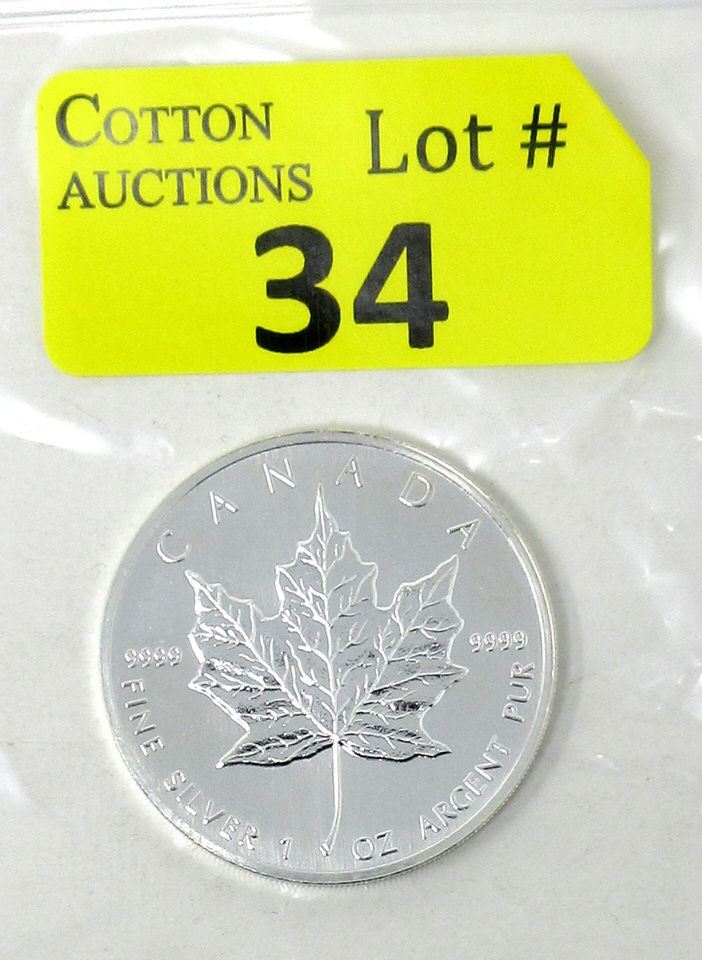 COTTON
AUCTIONS
Lot #
34
CANADA
9999
9999
FINE SILVER 1 OZ ARGENT PUR